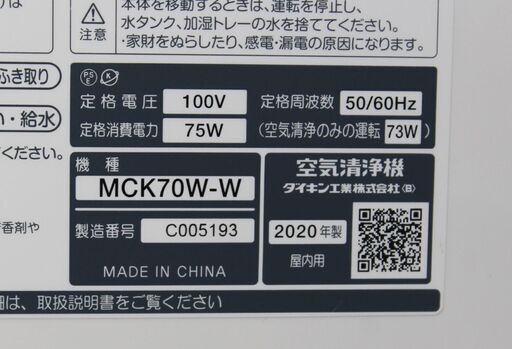 本体を移動するときは、運転を停止し、
水タンク、加湿トレーの水を捨ててください。
・家財をぬらしたり、感電・漏電の原因になります。
注意
ふき取り
い・給水
てください。
香剤や
PS
E
定格電圧 100V 定格周波数 50/60Hz
定格消費電力 75W (空気清浄のみの運転 73W)
機種
MCK70W-W
製造番号 C005193
MADE IN CHINA
空気清浄機
ダイキン工業株式会社〈B〉
2020 年製
屋内用
細は、取扱説明書をご覧ください